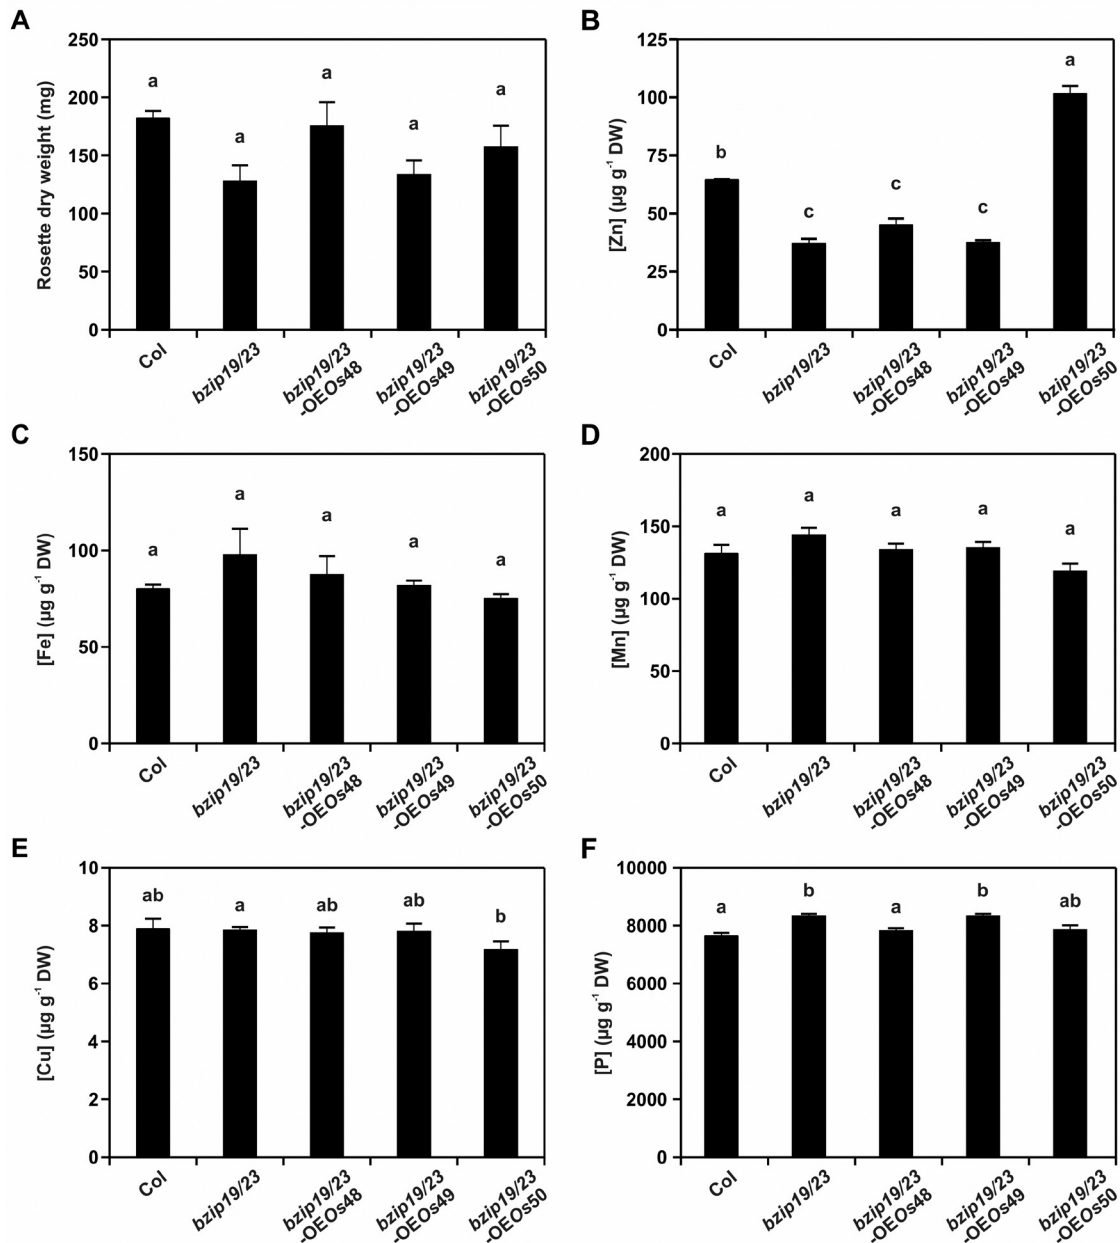 A
Rosette dry weight (mg)
250
200
150
100
50
0
a
a
a
a
a
Col
bzip19/23
bzip19/23
-OEOs48
bzip19/23
-OEOs49
bzip19/23
-OEOs50
B
[Zn] (µg g⁻¹ DW)
125
100
75
50
25
0
b
c
c
c
a
Col
bzip19/23
bzip19/23
-OEOs48
bzip19/23
-OEOs49
bzip19/23
-OEOs50
C
[Fe] (µg g⁻¹ DW)
150
100
50
0
a
a
a
a
a
Col
bzip19/23
bzip19/23
-OEOs48
bzip19/23
-OEOs49
bzip19/23
-OEOs50
D
[Mn] (µg g⁻¹ DW)
200
150
100
50
0
a
a
a
a
a
Col
bzip19/23
bzip19/23
-OEOs48
bzip19/23
-OEOs49
bzip19/23
-OEOs50
E
[Cu] (µg g⁻¹ DW)
10
8
6
4
2
0
ab
a
ab
ab
b
Col
bzip19/23
bzip19/23
-OEOs48
bzip19/23
-OEOs49
bzip19/23
-OEOs50
F
[P] (µg g⁻¹ DW)
10000
8000
6000
4000
2000
0
a
b
a
b
ab
Col
bzip19/23
bzip19/23
-OEOs48
bzip19/23
-OEOs49
bzip19/23
-OEOs50